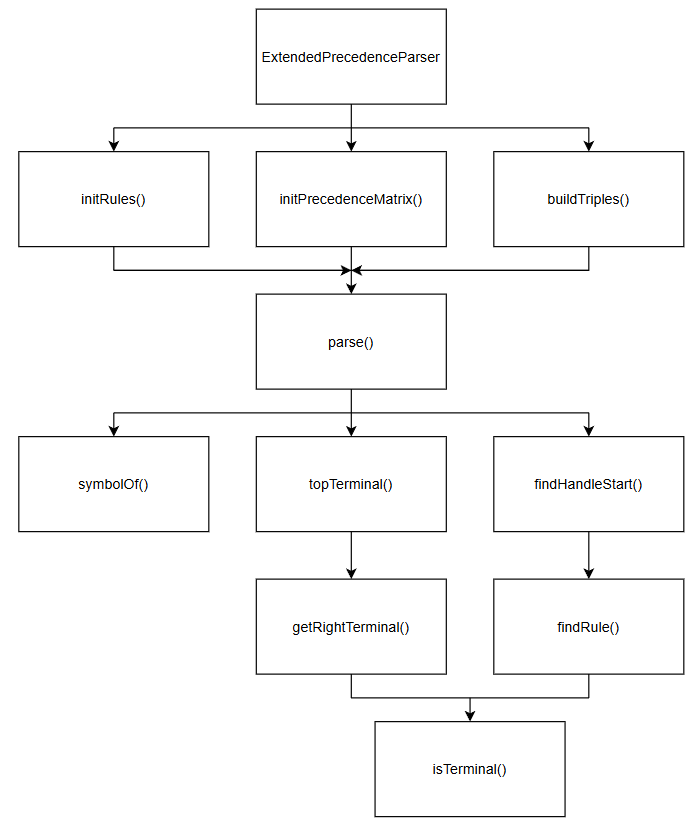 ExtendedPrecedenceParser
initRules()
initPrecedenceMatrix()
buildTriples()
parse()
symbolOf()
topTerminal()
findHandleStart()
getRightTerminal()
findRule()
isTerminal()